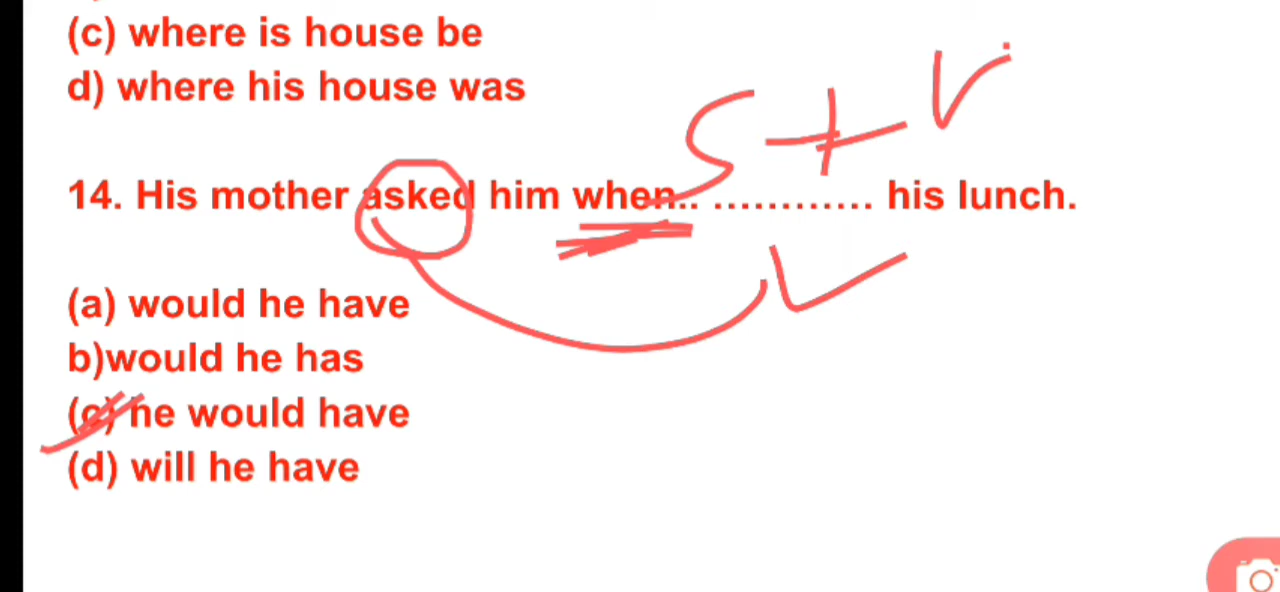 (c) where is house be
d) where his house was
S + V
14. His mother asked him when.. ............ his lunch.
(a) would he have
b)would he has
(c) he would have
(d) will he have